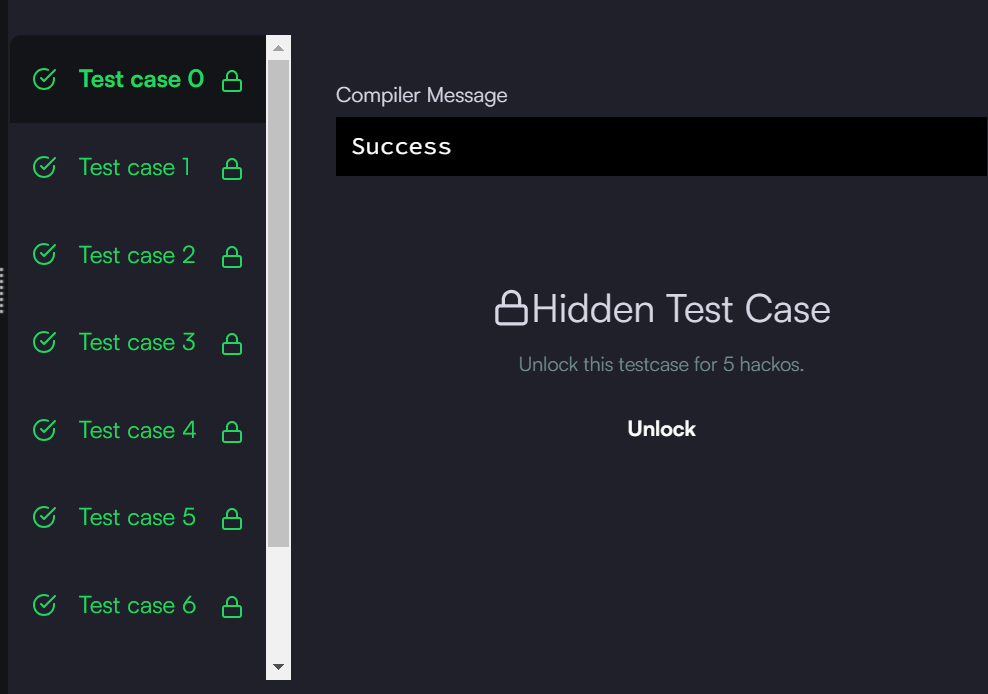 Test case 0
Test case 1
Test case 2
Test case 3
Test case 4
Test case 5
Test case 6
Compiler Message
Success
Hidden Test Case
Unlock this testcase for 5 hackos.
Unlock